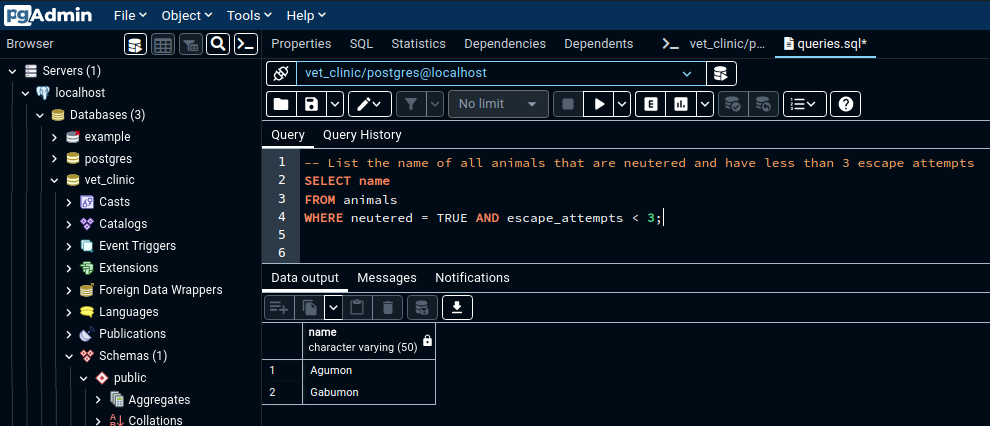 pgAdmin File Object Tools Help
Browser
Properties SQL Statistics Dependencies Dependents vet_clinic/p... queries.sql*
Servers (1)
localhost
Databases (3)
example
postgres
vet_clinic
Casts
Catalogs
Event Triggers
Extensions
Foreign Data Wrappers
Languages
Publications
Schemas (1)
public
Aggregates
Collations
vet_clinic/postgres@localhost
No limit
E
Query Query History
1 -- List the name of all animals that are neutered and have less than 3 escape attempts
2 SELECT name
3 FROM animals
4 WHERE neutered = TRUE AND escape_attempts < 3;
5
6
Data output Messages Notifications
name
character varying (50)
1 Agumon
2 Gabumon